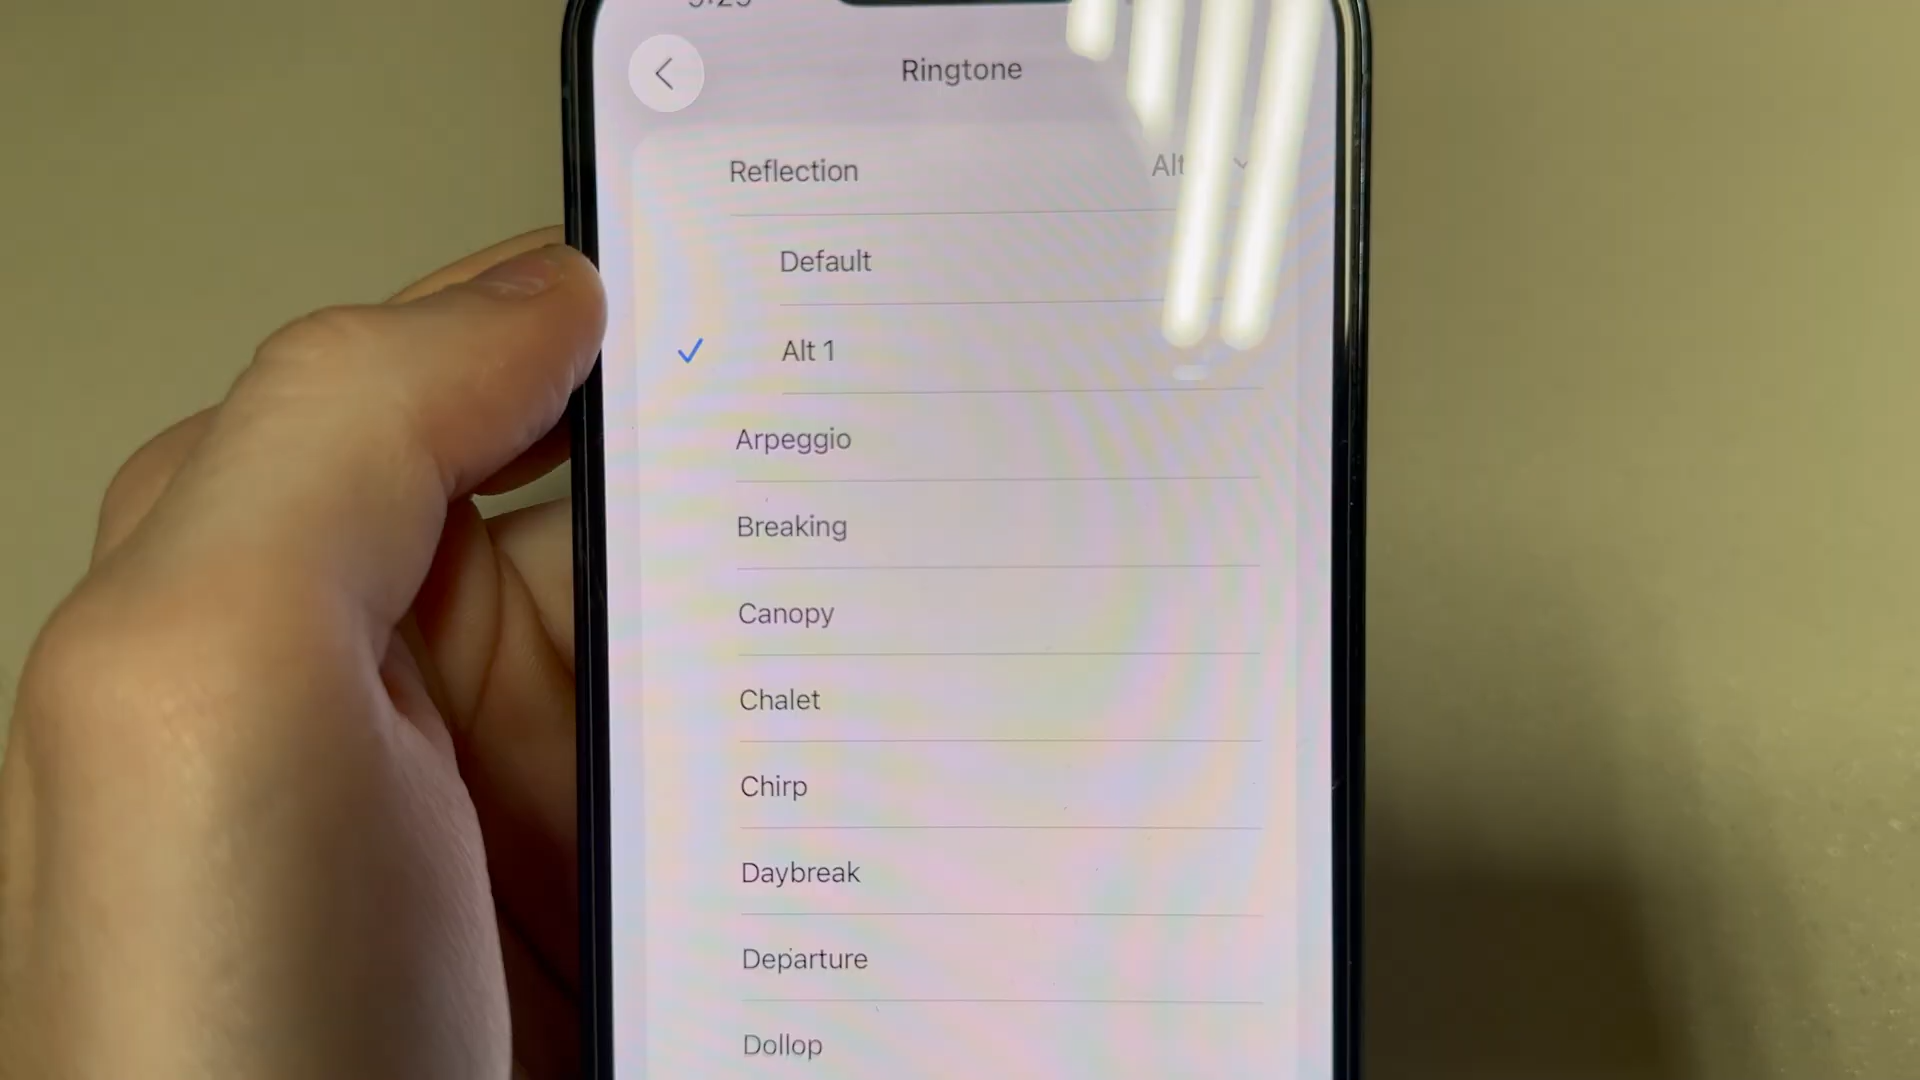 Ringtone
Reflection Alt
Default
Alt 1
Arpeggio
Breaking
Canopy
Chalet
Chirp
Daybreak
Departure
Dollop